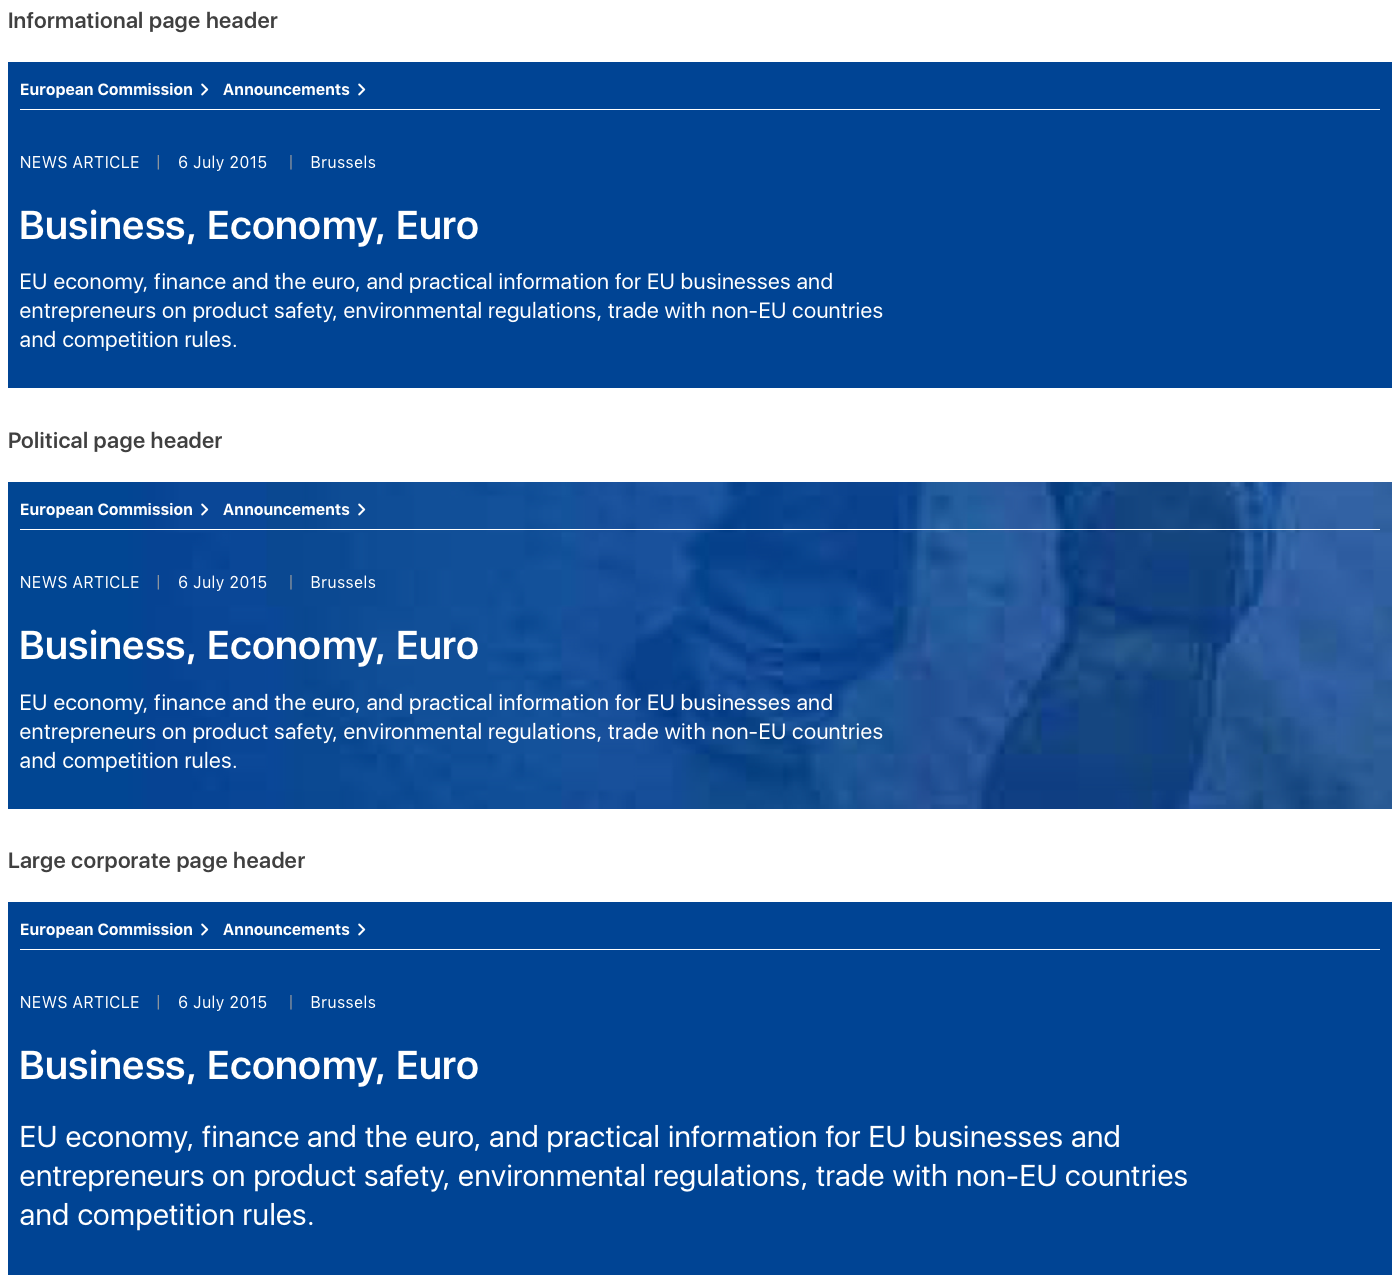 Informational page header
European Commission > Announcements >
NEWS ARTICLE | 6 July 2015 | Brussels
Business, Economy, Euro
EU economy, finance and the euro, and practical information for EU businesses and
entrepreneurs on product safety, environmental regulations, trade with non-EU countries
and competition rules.
Political page header
European Commission > Announcements >
NEWS ARTICLE | 6 July 2015 | Brussels
Business, Economy, Euro
EU economy, finance and the euro, and practical information for EU businesses and
entrepreneurs on product safety, environmental regulations, trade with non-EU countries
and competition rules.
Large corporate page header
European Commission > Announcements >
NEWS ARTICLE | 6 July 2015 | Brussels
Business, Economy, Euro
EU economy, finance and the euro, and practical information for EU businesses and
entrepreneurs on product safety, environmental regulations, trade with non-EU countries
and competition rules.